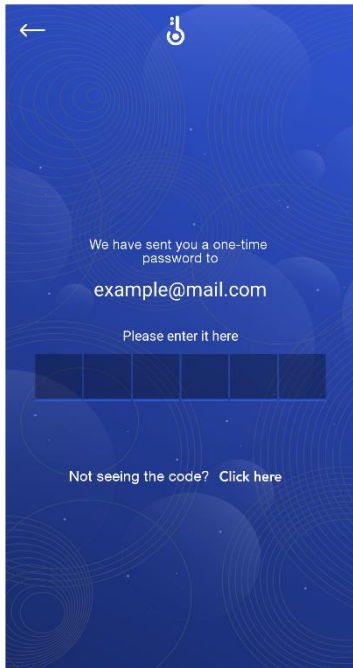 We have sent you a one-time
password to
example@mail.com
Please enter it here
Not seeing the code? Click here